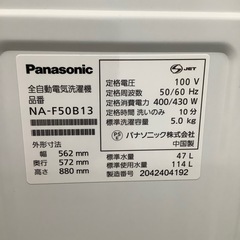 Panasonic
全自動電気洗濯機
品番
NA-F50B13
外形寸法
幅 562 mm
奥行 572 mm
高さ 880 mm
JET
定格電圧 100 V
定格周波数 50/60 Hz
定格消費電力 400/430 W
定格時間 10 分
標準洗濯容量 5.0 kg
パナソニック株式会社
中国製
標準水量 47 L
標準使用水量 114 L
製造番号 2042404192